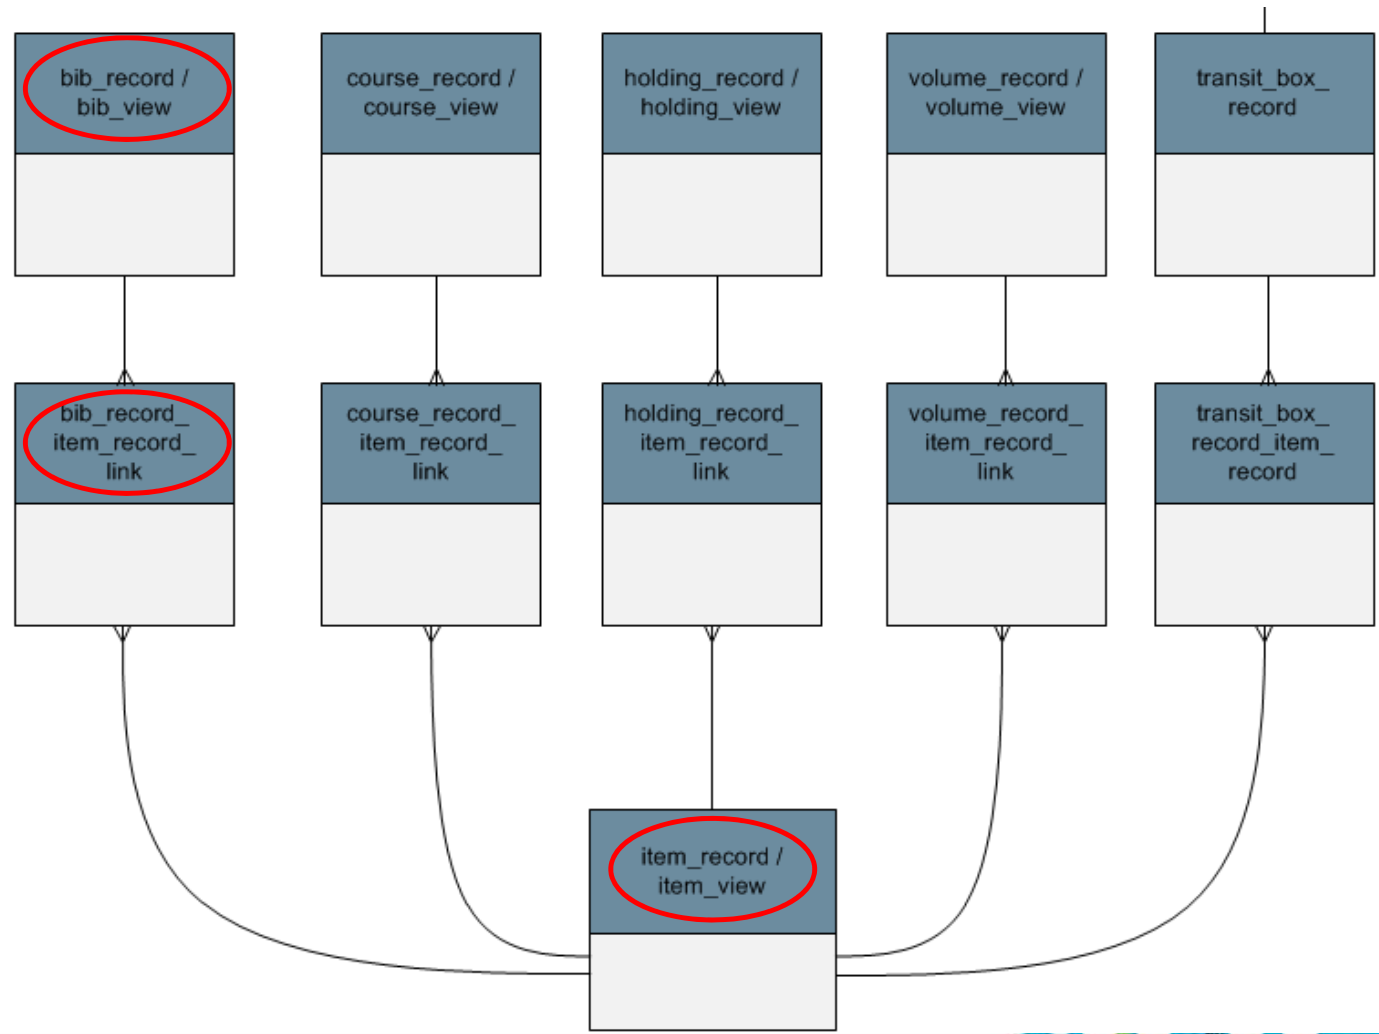 bib_record /
bib_view
course_record /
course_view
holding_record /
holding_view
volume_record /
volume_view
transit_box_
record
bib_record_
item_record_
link
course_record_
item_record_
link
holding_record_
item_record_
link
volume_record_
item_record_
link
transit_box_
record_item_
record
item_record /
item_view